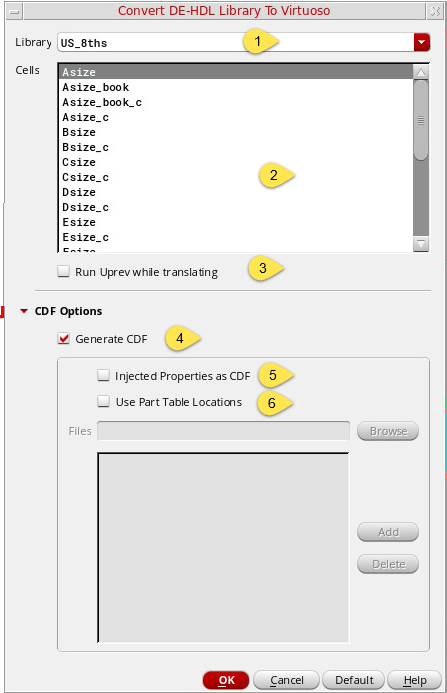 Convert DE-HDL Library To Virtuoso
Library US_8ths 1
Cells Asize
Asize_book
Asize_book_c
Asize_c
Bsize
Bsize_c
Csize
Csize_c 2
Dsize
Dsize_c
Esize
Esize_c
Run Uprev while translating 3
CDF Options
Generate CDF 4
Injected Properties as CDF 5
Use Part Table Locations 6
Files Browse
Add
Delete
OK Cancel Default Help